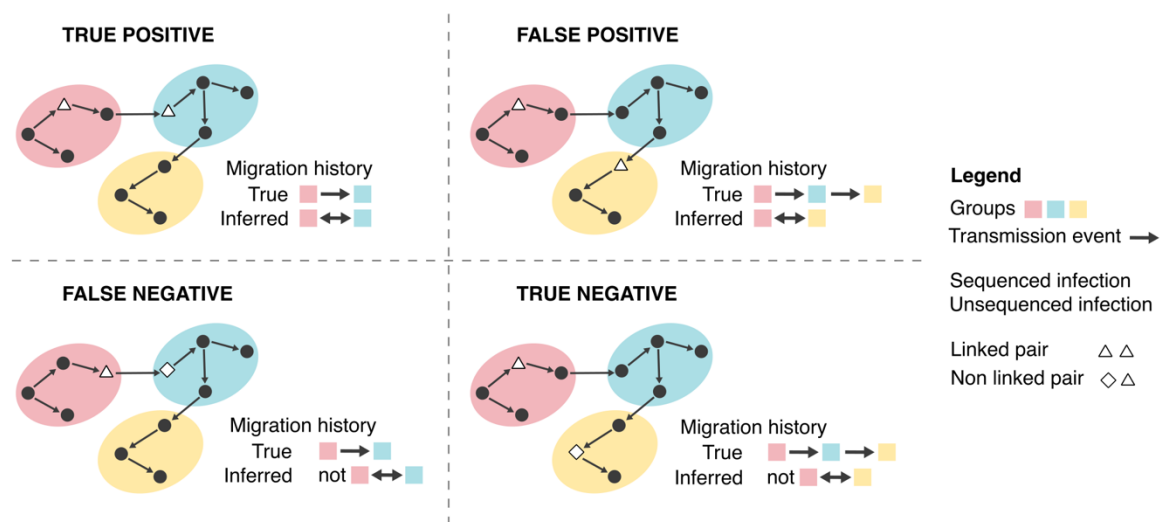 TRUE POSITIVE
Migration history
True
Inferred
FALSE POSITIVE
Migration history
True
Inferred
FALSE NEGATIVE
Migration history
True
Inferred not
TRUE NEGATIVE
Migration history
True
Inferred not
Legend
Groups
Transmission event
Sequenced infection
Unsequenced infection
Linked pair
Non linked pair